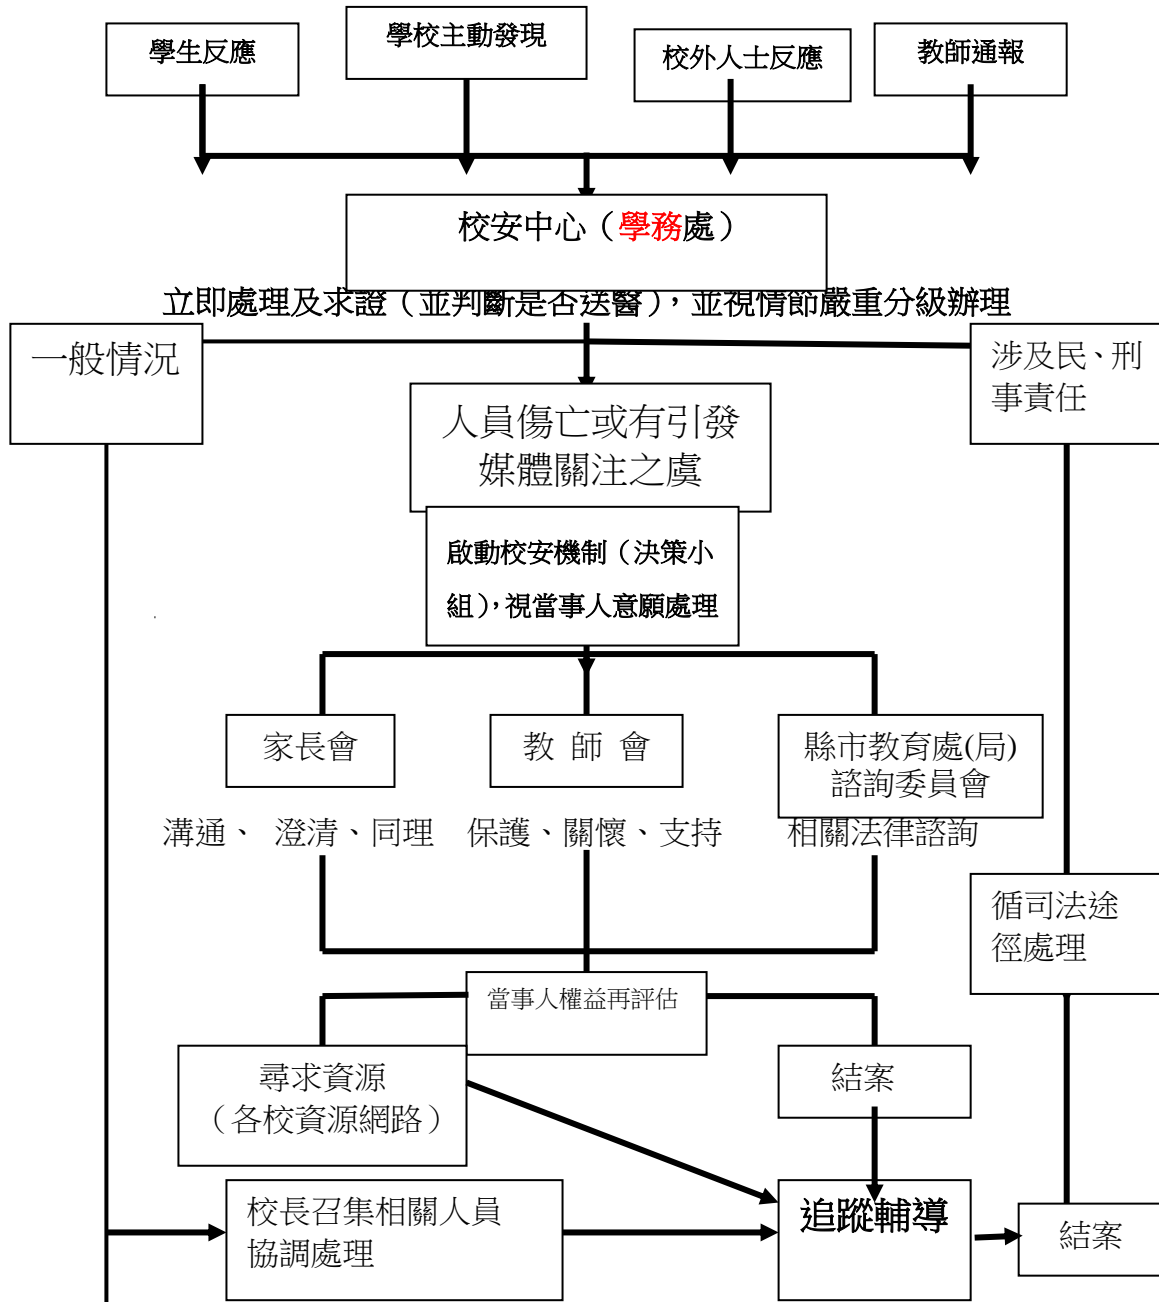 學生反應
學校主動發現
校外人士反應
教師通報
校安中心（學務處）
立即處理及求證（並判斷是否送醫），並視情節嚴重分級辦理
一般情況
涉及民、刑
事責任
人員傷亡或有引發
媒體關注之虞
啟動校安機制（決策小
組），視當事人意願處理
家長會
教 師 會
縣市教育處(局)
諮詢委員會
溝通、 澄清、同理
保護、關懷、支持
相關法律諮詢
循司法途
徑處理
當事人權益再評估
尋求資源
（各校資源網路）
結案
校長召集相關人員
協調處理
追蹤輔導
結案